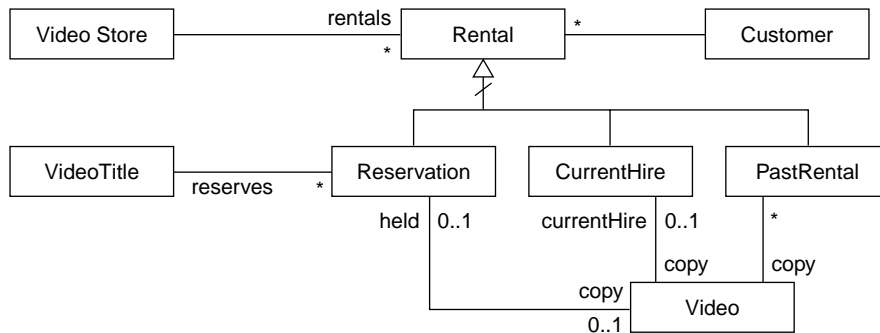 Video Store
rentals
*
Rental
*
Customer
VideoTitle
reserves
*
Reservation
CurrentHire
PastRental
held
0..1
currentHire
0..1
*
copy
copy
copy
0..1
Video